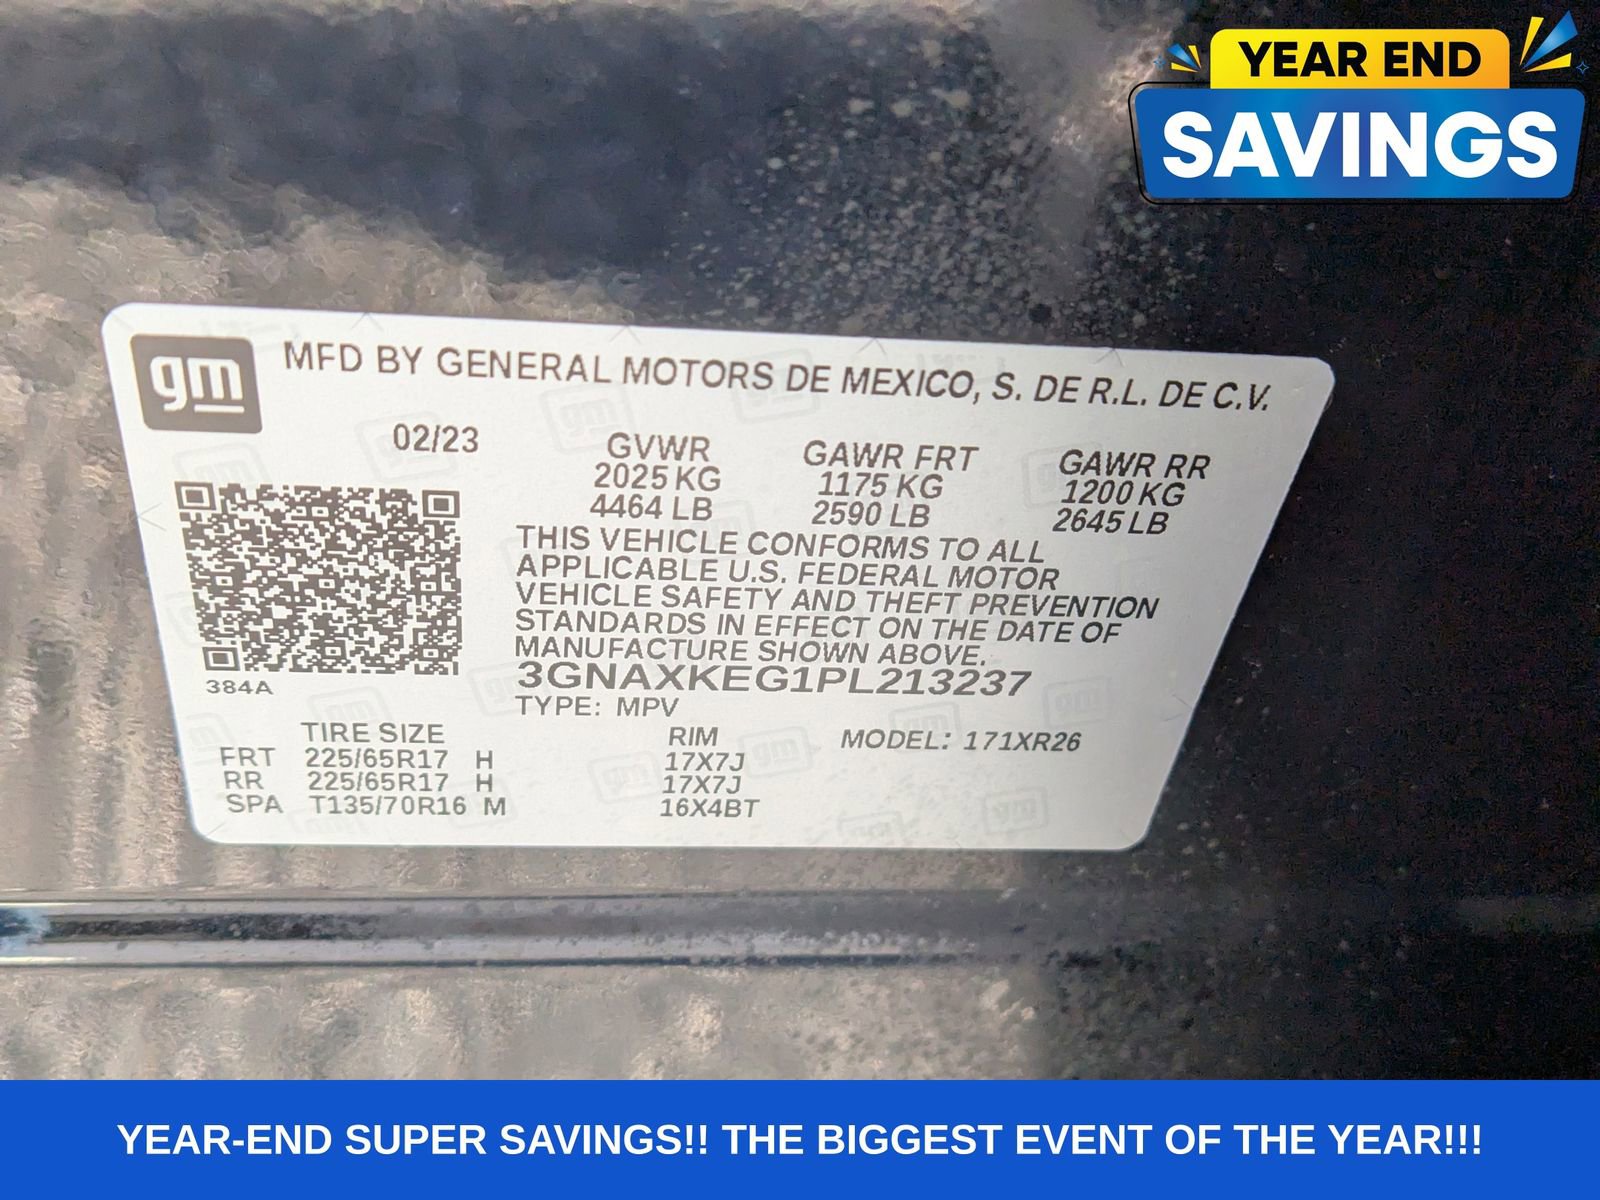 YEAR END
SAVINGS
gm
MFD BY GENERAL MOTORS DE MEXICO, S. DE R.L. DE C.V.
02/23
GVWR GAWR FRT GAWR RR
2025 KG 1175 KG 1200 KG
4464 LB 2590 LB 2645 LB
THIS VEHICLE CONFORMS TO ALL
APPLICABLE U.S. FEDERAL MOTOR
VEHICLE SAFETY AND THEFT PREVENTION
STANDARDS IN EFFECT ON THE DATE OF
MANUFACTURE SHOWN ABOVE.
3GNAXKEG1PL213237
384A
TYPE: MPV
TIRE SIZE RIM MODEL: 171XR26
FRT 225/65R17 H 17X7J
RR 225/65R17 H 17X7J
SPA T135/70R16 M 16X4BT
YEAR-END SUPER SAVINGS!! THE BIGGEST EVENT OF THE YEAR!!!